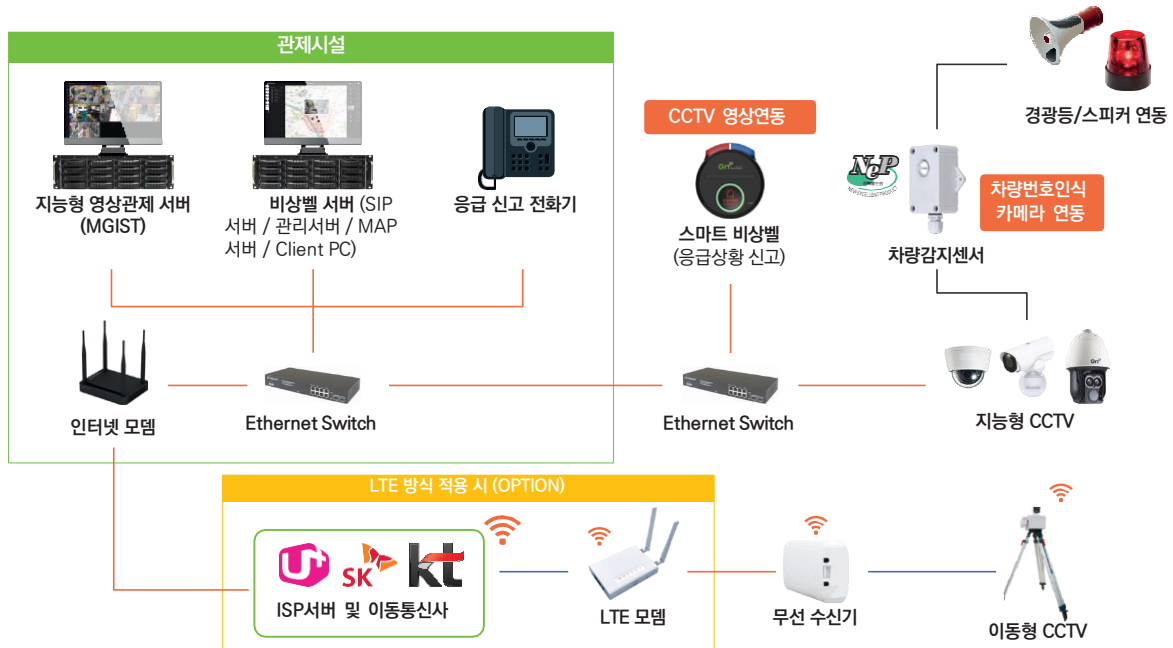 관제시설
지능형 영상관제 서버
(MGIST)
비상벨 서버 (SIP
서버 / 관리서버 / MAP
서버 / Client PC)
응급 신고 전화기
CCTV 영상연동
스마트 비상벨
(응급상황 신고)
경광등/스피커 연동
NeP
NEW EXCELLENT PRODUCT
차량번호인식
카메라 연동
차량감지센서
인터넷 모뎀
Ethernet Switch
Ethernet Switch
지능형 CCTV
LTE 방식 적용 시 (OPTION)
U+
SK
kt
ISP서버 및 이동통신사
LTE 모뎀
무선 수신기
이동형 CCTV